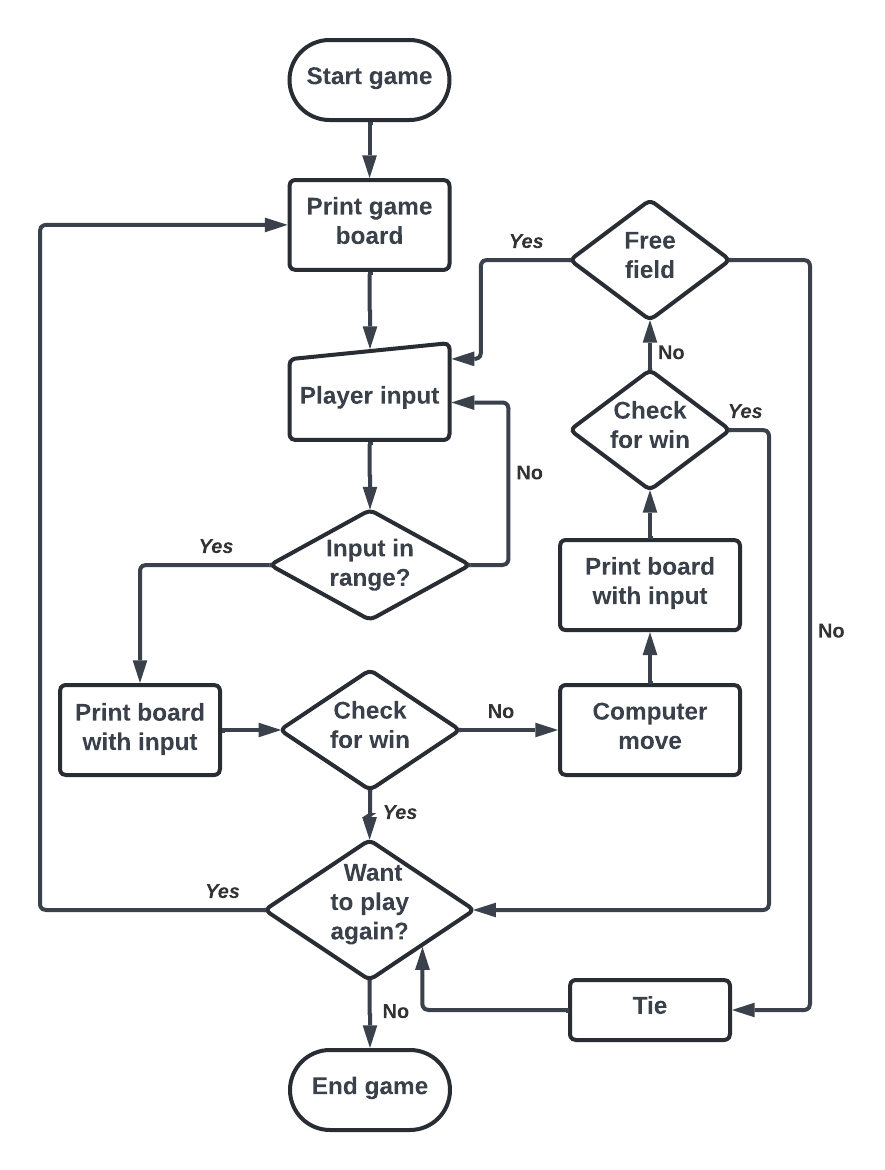 Start game
Print game
board
Yes
Free
field
No
Player input
Check
for win
Yes
No
Yes
Input in
range?
Print board
with input
No
Print board
with input
Check
for win
No
Computer
move
Yes
Want
to play
again?
Yes
No
Tie
End game